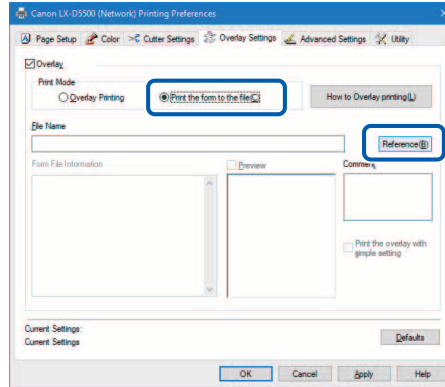 Canon LX-D5500 (Network) Printing Preferences
Page Setup Color Cutter Settings Overlay Settings Advanced Settings Utility
Overlay
Print Mode
Overlay Printing Print the form to the file(C) How to Overlay printing(L)
File Name
Reference(B)
Form File Information Preview Comment
Print the overlay with
simple setting
Current Settings:
Current Settings
Defaults
OK Cancel Apply Help